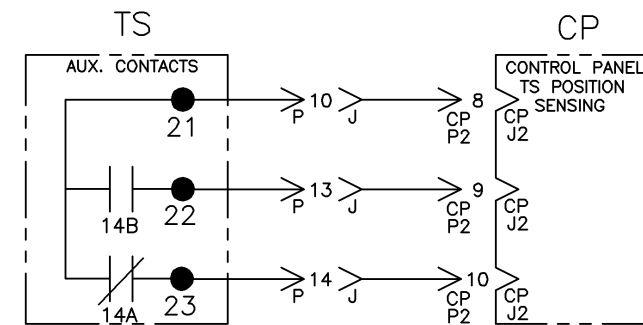 TS
CP
AUX. CONTACTS
CONTROL PANEL
TS POSITION
SENSING
21
P
10
J
8
CP
P2
CP
J2
14B
22
P
13
J
9
CP
P2
CP
J2
14A
23
P
14
J
10
CP
P2
CP
J2